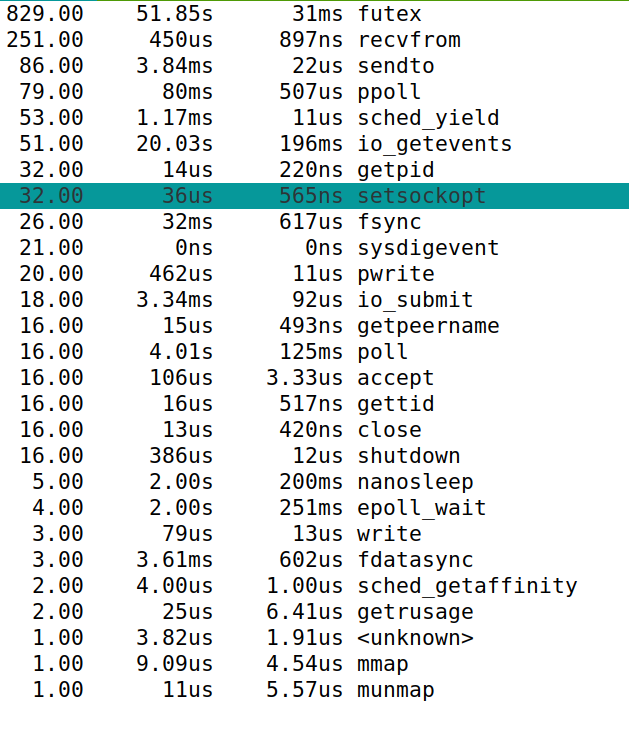 829.00 51.85s 31ms futex
251.00 450us 897ns recvfrom
86.00 3.84ms 22us sendto
79.00 80ms 507us ppoll
53.00 1.17ms 11us sched_yield
51.00 20.03s 196ms io_getevents
32.00 14us 220ns getpid
32.00 36us 565ns setsockopt
26.00 32ms 617us fsync
21.00 0ns 0ns sysdigevent
20.00 462us 11us pwrite
18.00 3.34ms 92us io_submit
16.00 15us 493ns getpeername
16.00 4.01s 125ms poll
16.00 106us 3.33us accept
16.00 16us 517ns gettid
16.00 13us 420ns close
16.00 386us 12us shutdown
5.00 2.00s 200ms nanosleep
4.00 2.00s 251ms epoll_wait
3.00 79us 13us write
3.00 3.61ms 602us fdatasync
2.00 4.00us 1.00us sched_getaffinity
2.00 25us 6.41us getrusage
1.00 3.82us 1.91us <unknown>
1.00 9.09us 4.54us mmap
1.00 11us 5.57us munmap